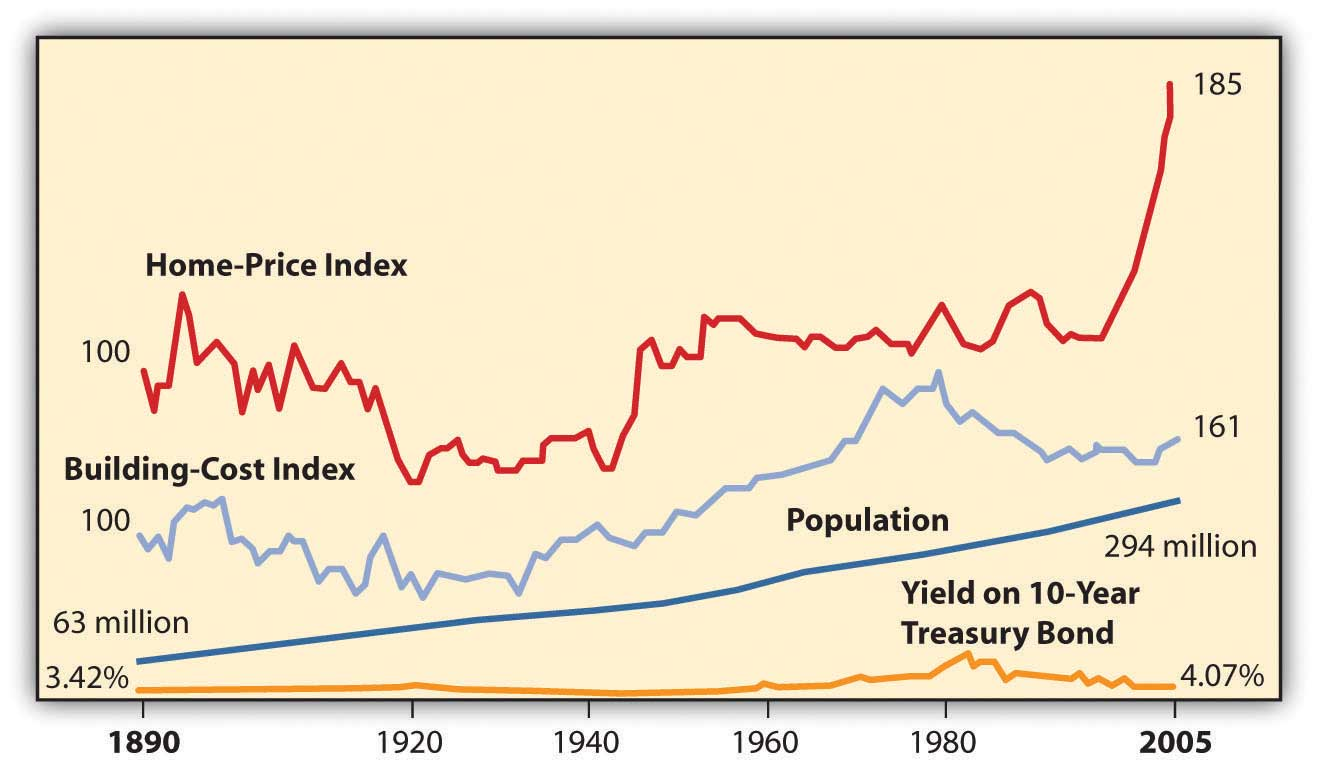 185
Home-Price Index
100
161
Building-Cost Index
100
Population
294 million
Yield on 10-Year
Treasury Bond
63 million
3.42%
4.07%
1890 1920 1940 1960 1980 2005